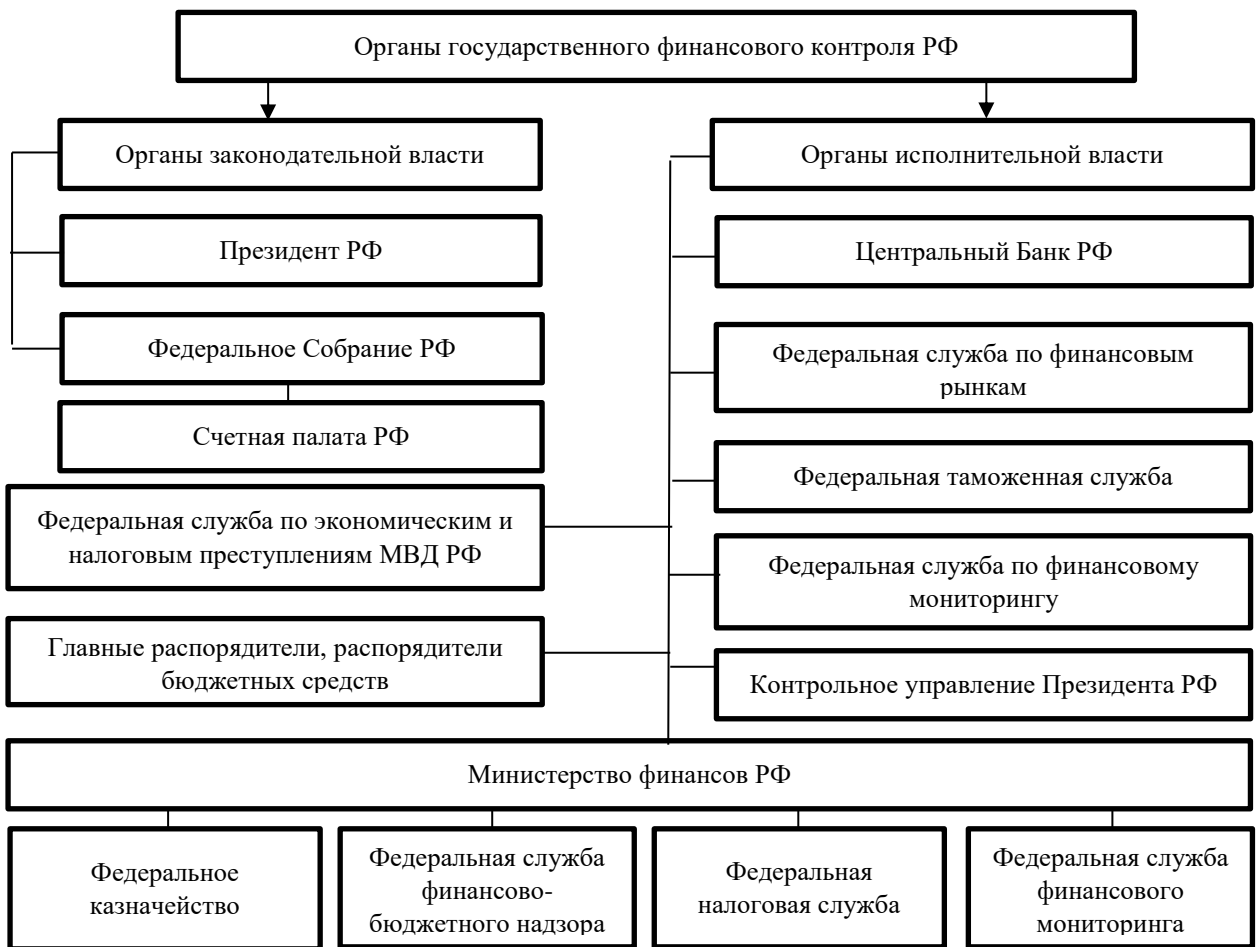 Органы государственного финансового контроля РФ
Органы законодательной власти
Органы исполнительной власти
Президент РФ
Центральный Банк РФ
Федеральное Собрание РФ
Федеральная служба по финансовым
рынкам
Счетная палата РФ
Федеральная таможенная служба
Федеральная служба по экономическим и
налоговым преступлениям МВД РФ
Федеральная служба по финансовому
мониторингу
Главные распорядители, распорядители
бюджетных средств
Контрольное управление Президента РФ
Министерство финансов РФ
Федеральное
казначейство
Федеральная служба
финансово-
бюджетного надзора
Федеральная
налоговая служба
Федеральная служба
финансового
мониторинга